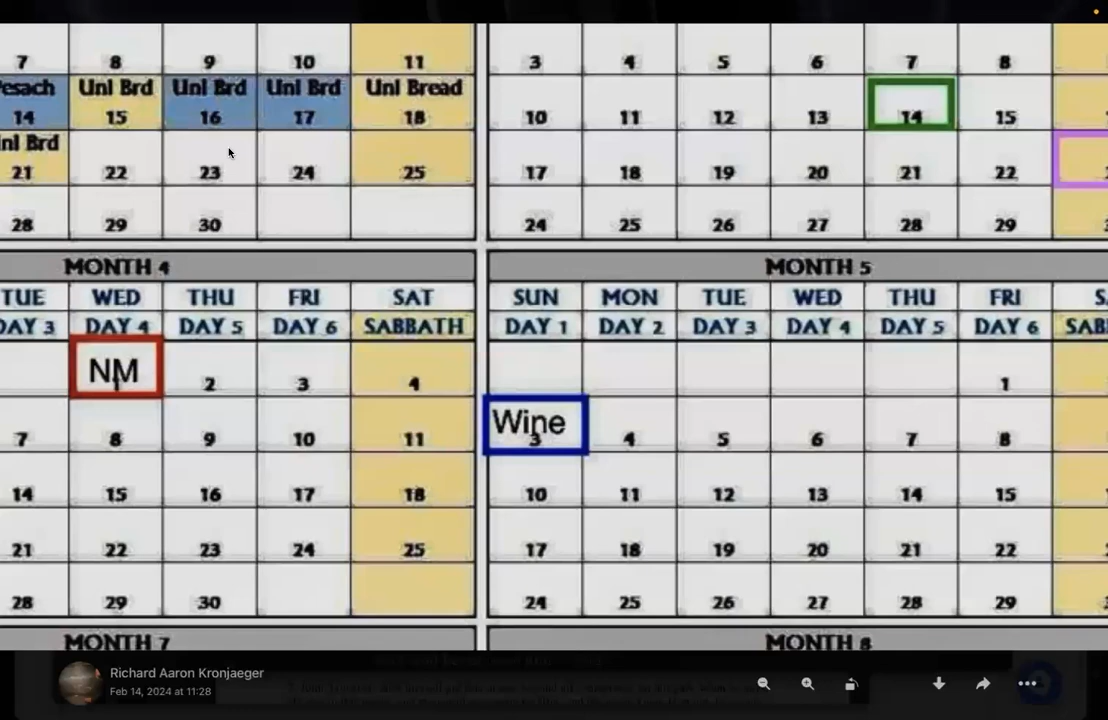 7 8 9 10 11 3 4 5 6 7 8
esach Unl Brd Unl Brd Unl Brd Unl Bread
14 15 16 17 18 10 11 12 13 14 15
nl Brd
21 22 23 24 25 17 18 19 20 21 22
28 29 30 24 25 26 27 28 29
MONTH 4 MONTH 5
TUE WED THU FRI SAT SUN MON TUE WED THU FRI S
DAY 3 DAY 4 DAY 5 DAY 6 SABBATH DAY 1 DAY 2 DAY 3 DAY 4 DAY 5 DAY 6 SAB
NM
1 2 3 4 1
Wine
7 8 9 10 11 3 4 5 6 7 8
14 15 16 17 18 10 11 12 13 14 15
21 22 23 24 25 17 18 19 20 21 22
28 29 30 24 25 26 27 28 29
MONTH 7 MONTH 8
Richard Aaron Kronjaeger
Feb 14, 2024 at 11:28